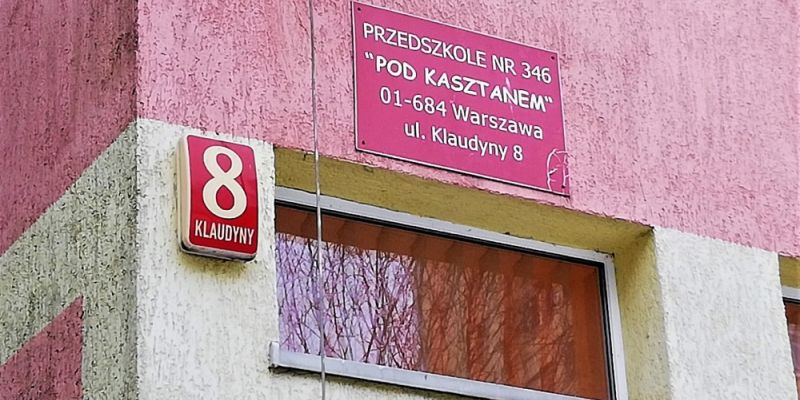 PRZEDSZKOLE NR 346
"POD KASZTANEM"
01-684 Warszawa
ul. Klaudyny 8
8
KLAUDYNY